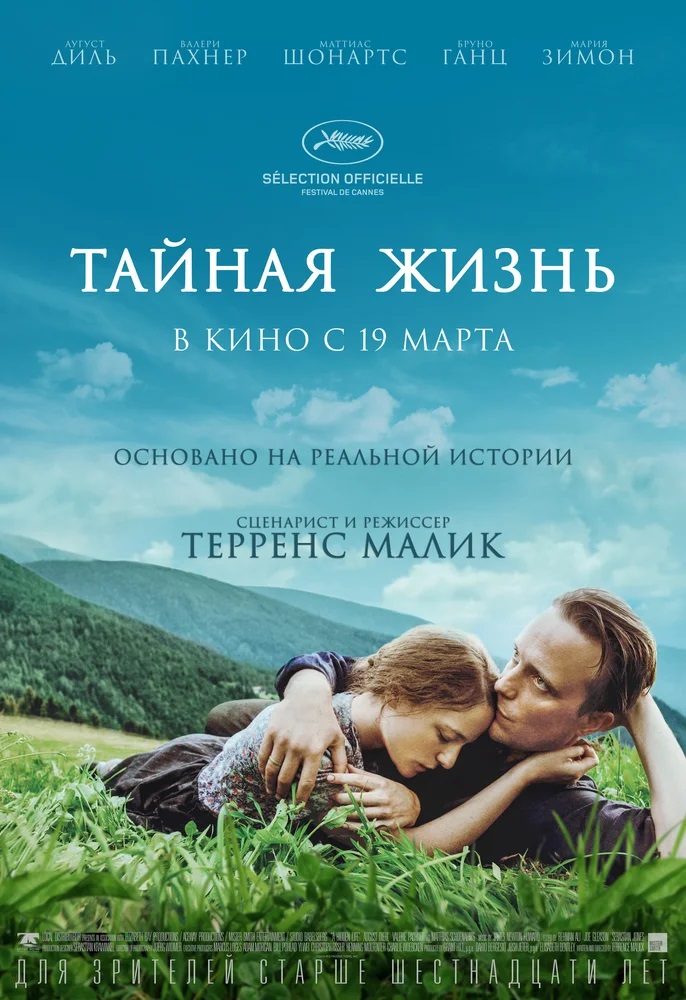 АУГУСТ ВАЛЕРИ МАТТИАС БРУНО МАРИЯ
ДИЛЬ ПАХНЕР ШОНАРТС ГАНЦ ЗИМОН
SÉLECTION OFFICIELLE
FESTIVAL DE CANNES
ТАЙНАЯ ЖИЗНЬ
В КИНО С 19 МАРТА
ОСНОВАНО НА РЕАЛЬНОЙ ИСТОРИИ
СЦЕНАРИСТ И РЕЖИССЕР
ТЕРРЕНС МАЛИК
ДЛЯ ЗРИТЕЛЕЙ СТАРШЕ ШЕСТНАДЦАТИ ЛЕТ